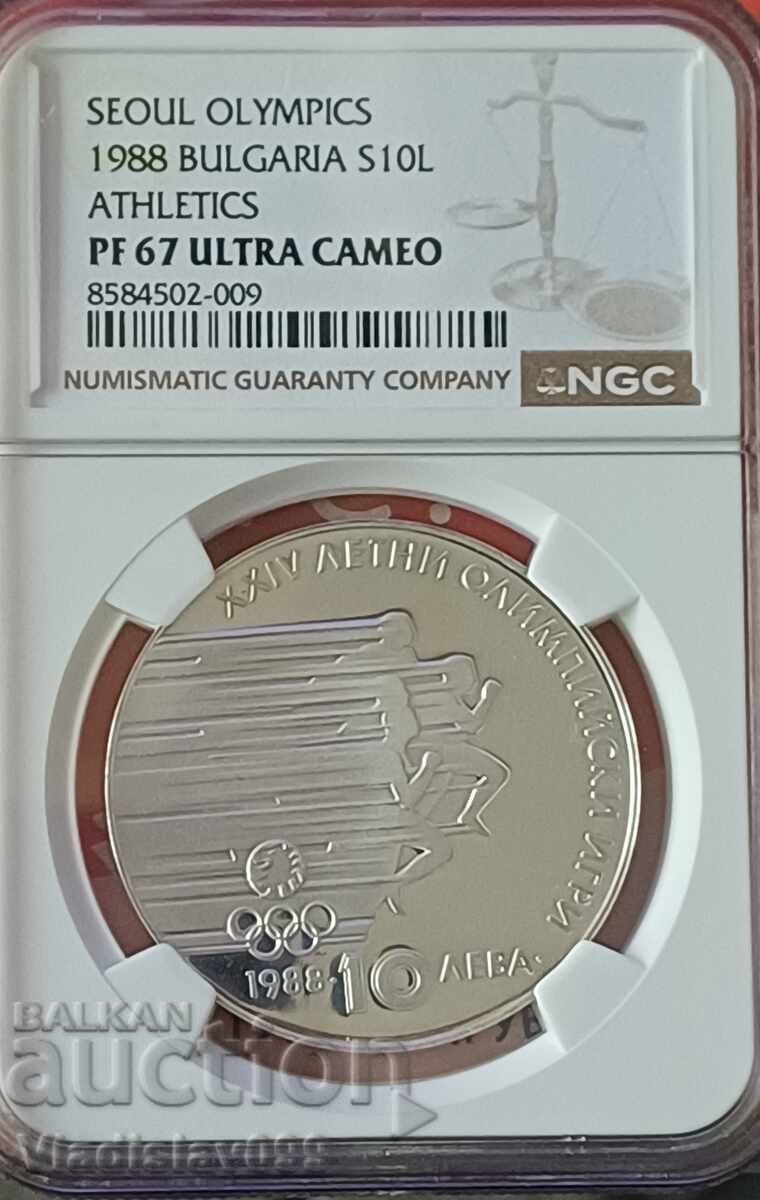 SEOUL OLYMPICS
1988 BULGARIA S10L
ATHLETICS
PF 67 ULTRA CAMEO
8584502-009
NUMISMATIC GUARANTY COMPANY NGC
XXIV ЛЕТНИ ОЛИМПИЙСКИ ИГРИ
1988·10 ЛЕВА·
BALKAN
auction
Vladislav099